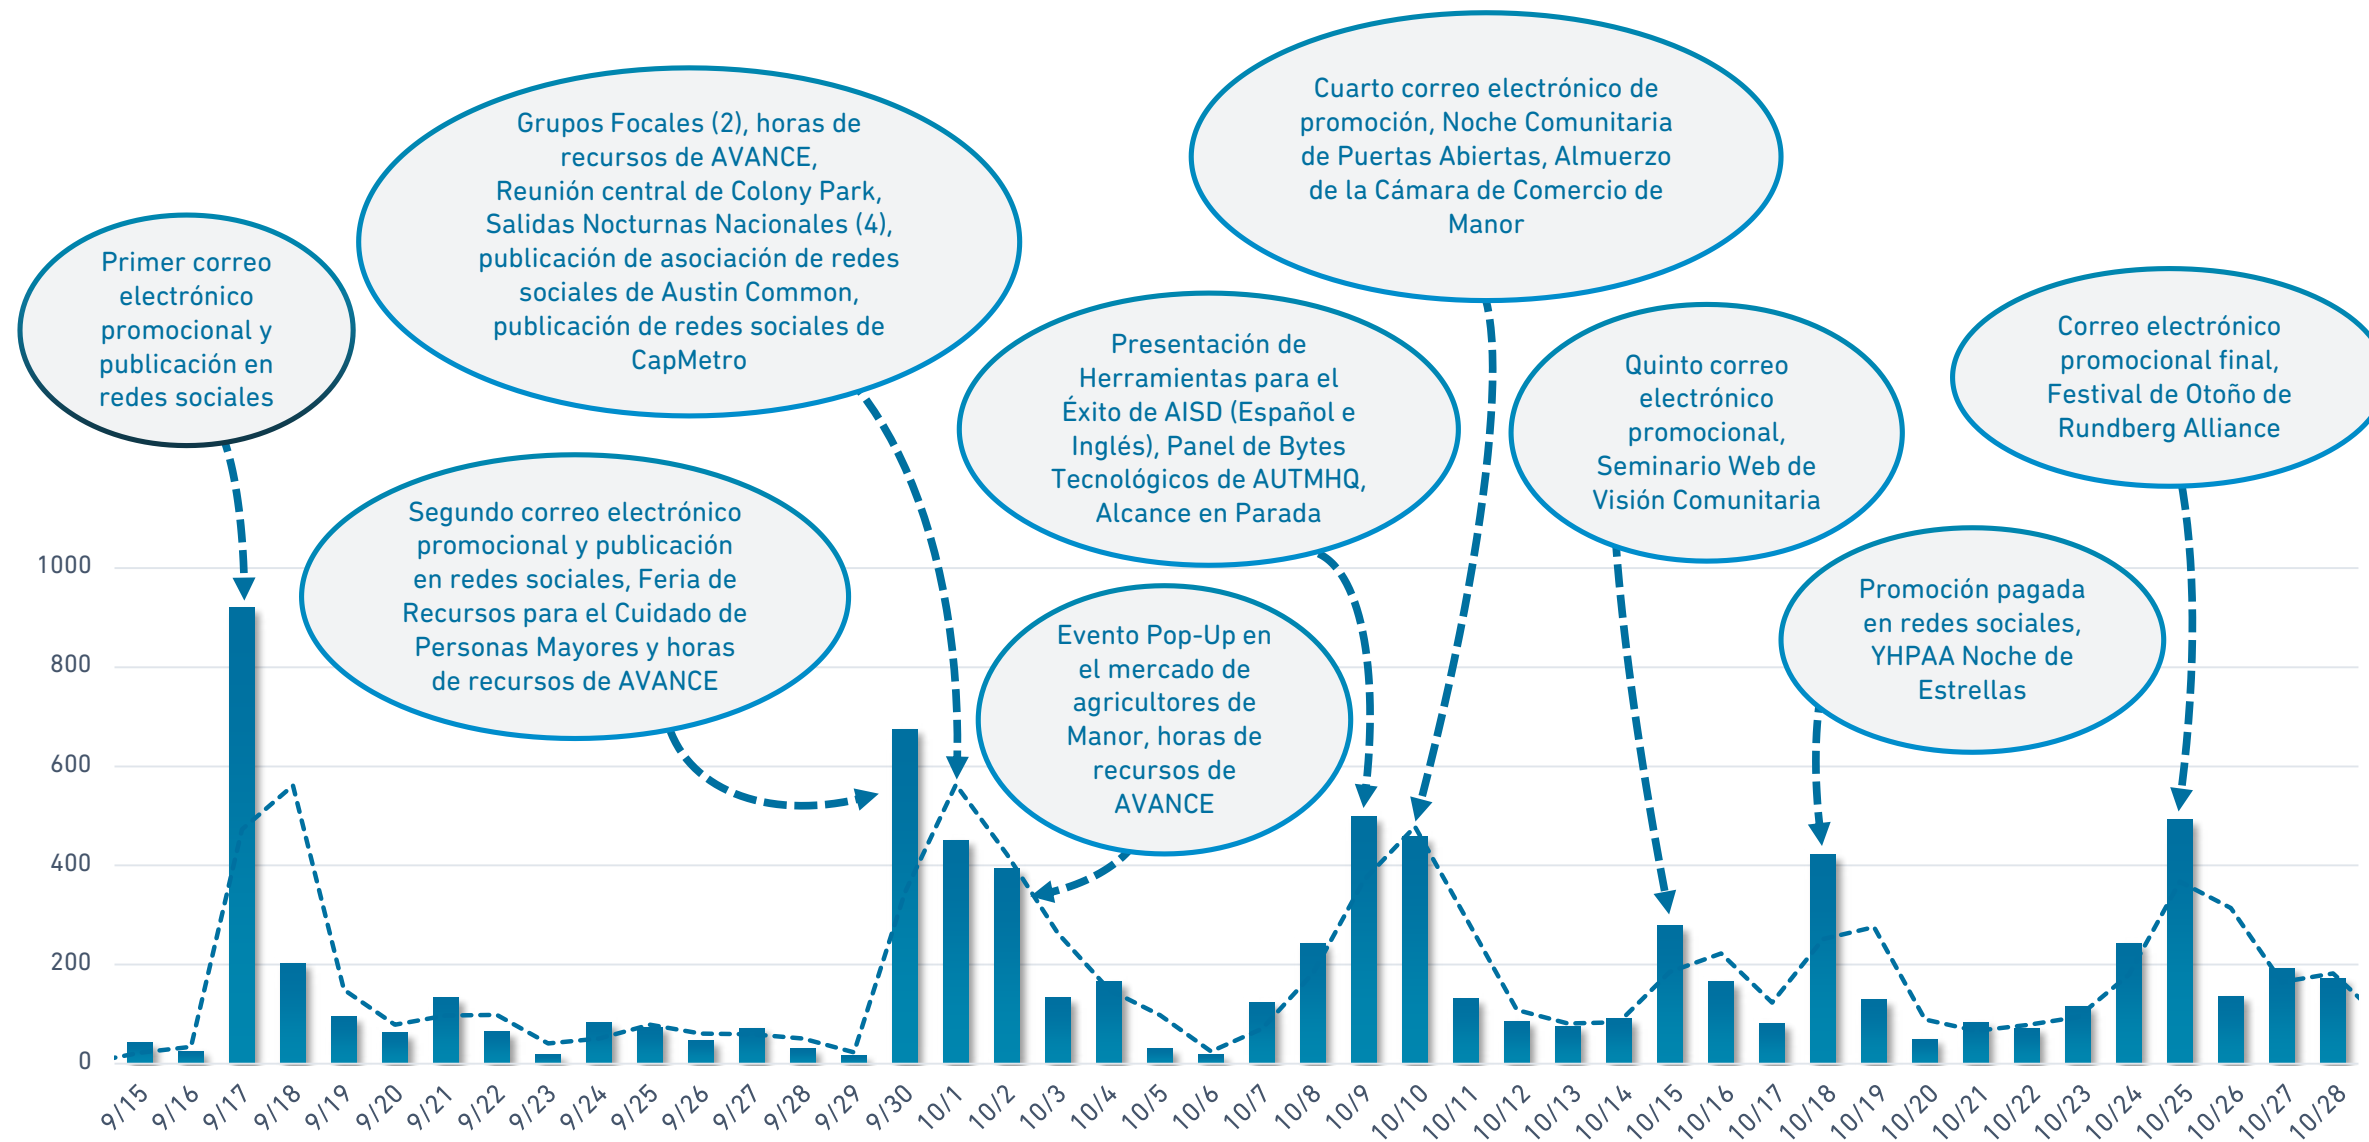 Cuarto correo electrónico de
promoción, Noche Comunitaria
de Puertas Abiertas, Almuerzo
de la Cámara de Comercio de
Manor
Grupos Focales (2), horas de
recursos de AVANCE,
Reunión central de Colony Park,
Salidas Nocturnas Nacionales (4),
publicación de asociación de redes
sociales de Austin Common,
publicación de redes sociales de
CapMetro
Primer correo
electrónico
promocional y
publicación en
redes sociales
Presentación de
Herramientas para el
Éxito de AISD (Español e
Inglés), Panel de Bytes
Tecnológicos de AUTMHQ,
Alcance en Parada
Quinto correo
electrónico
promocional,
Seminario Web de
Visión Comunitaria
Correo electrónico
promocional final,
Festival de Otoño de
Rundberg Alliance
Segundo correo electrónico
promocional y publicación
en redes sociales, Feria de
Recursos para el Cuidado de
Personas Mayores y horas
de recursos de AVANCE
Evento Pop-Up en
el mercado de
agricultores de
Manor, horas de
recursos de
AVANCE
Promoción pagada
en redes sociales,
YHPAA Noche de
Estrellas
1000
800
600
400
200
0
9/15
9/16
9/17
9/18
9/19
9/20
9/21
9/22
9/23
9/24
9/25
9/26
9/27
9/28
9/29
9/30
10/1
10/2
10/3
10/4
10/5
10/6
10/7
10/8
10/9
10/10
10/11
10/12
10/13
10/14
10/15
10/16
10/17
10/18
10/19
10/20
10/21
10/22
10/23
10/24
10/25
10/26
10/27
10/28